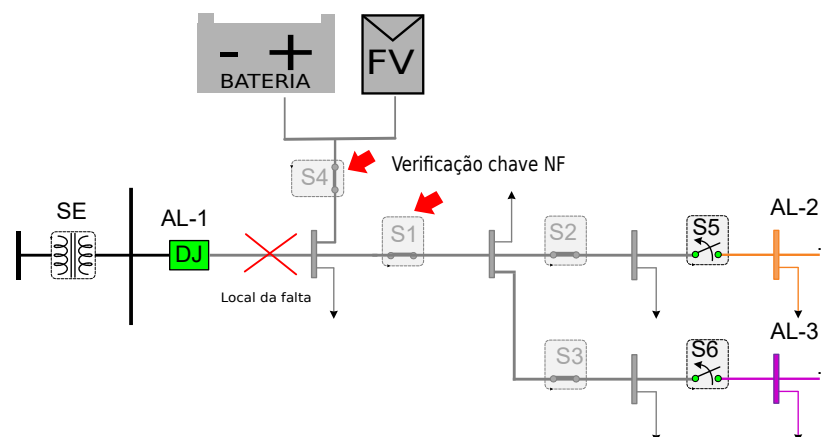 - +
BATERIA
FV
Verificação chave NF
S4
SE
AL-1
S1
S2
S5
AL-2
DJ
Local da falta
S3
S6
AL-3